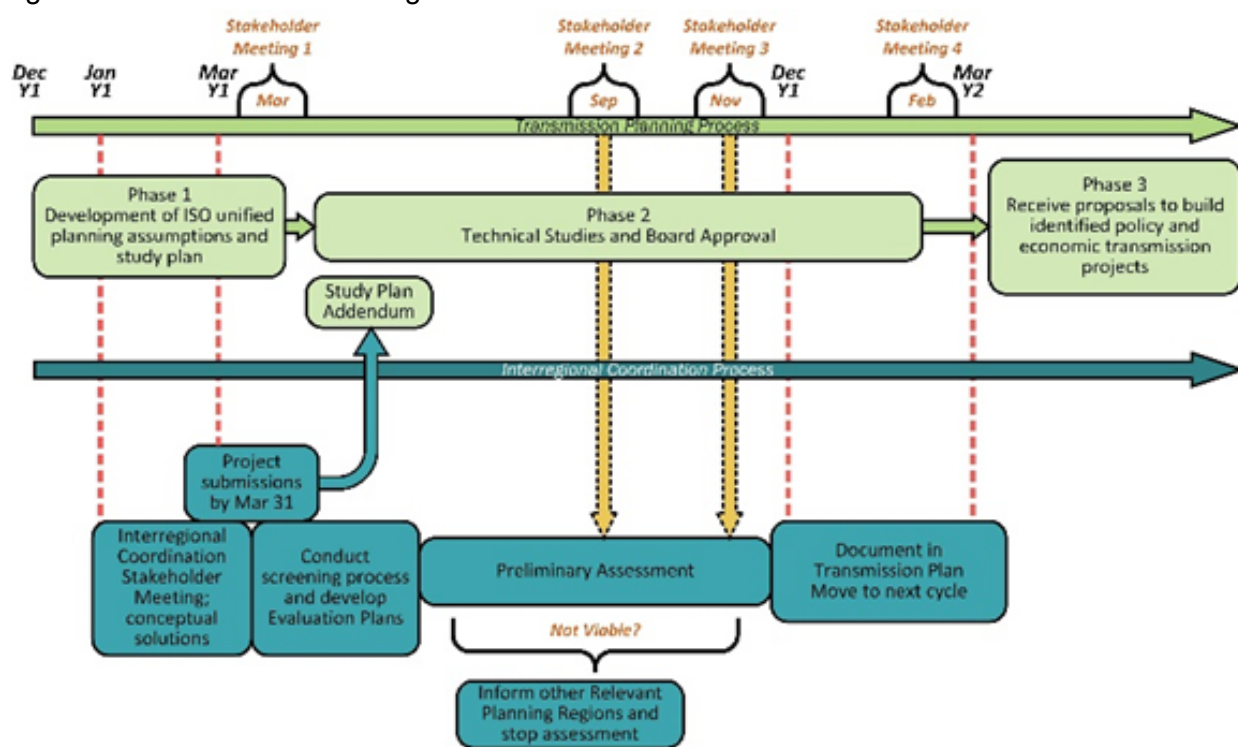 Stakeholder
Meeting 1
Stakeholder
Meeting 2
Stakeholder
Meeting 3
Stakeholder
Meeting 4
Dec
Y1
Jan
Y1
Mar
Y1
Mar
Sep
Nov
Dec
Y1
Feb
Mar
Y2
Transmission Planning Process
Phase 1
Development of ISO unified
planning assumptions and
study plan
Phase 2
Technical Studies and Board Approval
Phase 3
Receive proposals to build
identified policy and
economic transmission
projects
Study Plan
Addendum
Interregional Coordination Process
Project
submissions
by Mar 31
Interregional
Coordination
Stakeholder
Meeting;
conceptual
solutions
Conduct
screening process
and develop
Evaluation Plans
Preliminary Assessment
Document in
Transmission Plan
Move to next cycle
Not Viable?
Inform other Relevant
Planning Regions and
stop assessment